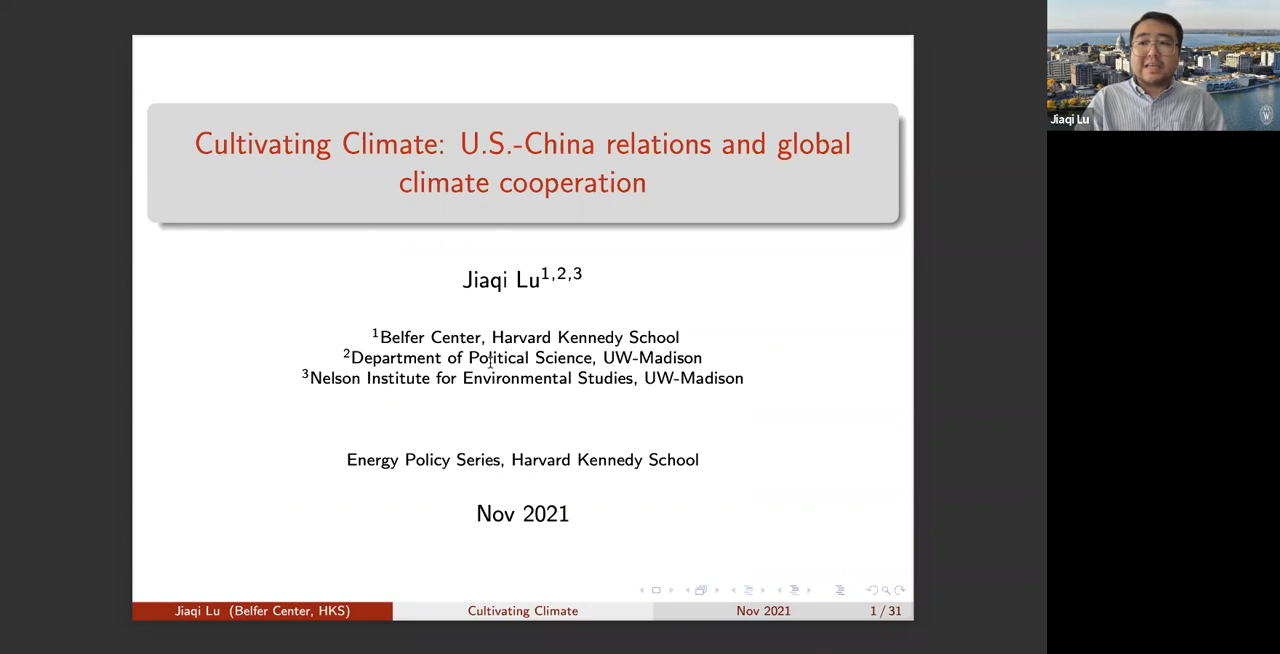 Cultivating Climate: U.S.-China relations and global
climate cooperation
Jiaqi Lu1,2,3
1Belfer Center, Harvard Kennedy School
2Department of Political Science, UW-Madison
3Nelson Institute for Environmental Studies, UW-Madison
Energy Policy Series, Harvard Kennedy School
Nov 2021
Jiaqi Lu (Belfer Center, HKS)
Cultivating Climate
Nov 2021
1 / 31
Jiaqi Lu
W